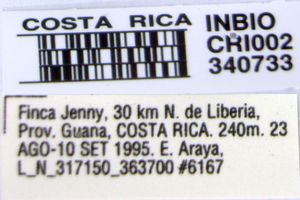 COSTA RICA
INBIO
CRI002
340733
Finca Jenny, 30 km N. de Liberia,
Prov. Guana, COSTA RICA. 240m. 23
AGO-10 SET 1995. E. Araya,
L_N_317150_363700 #6167